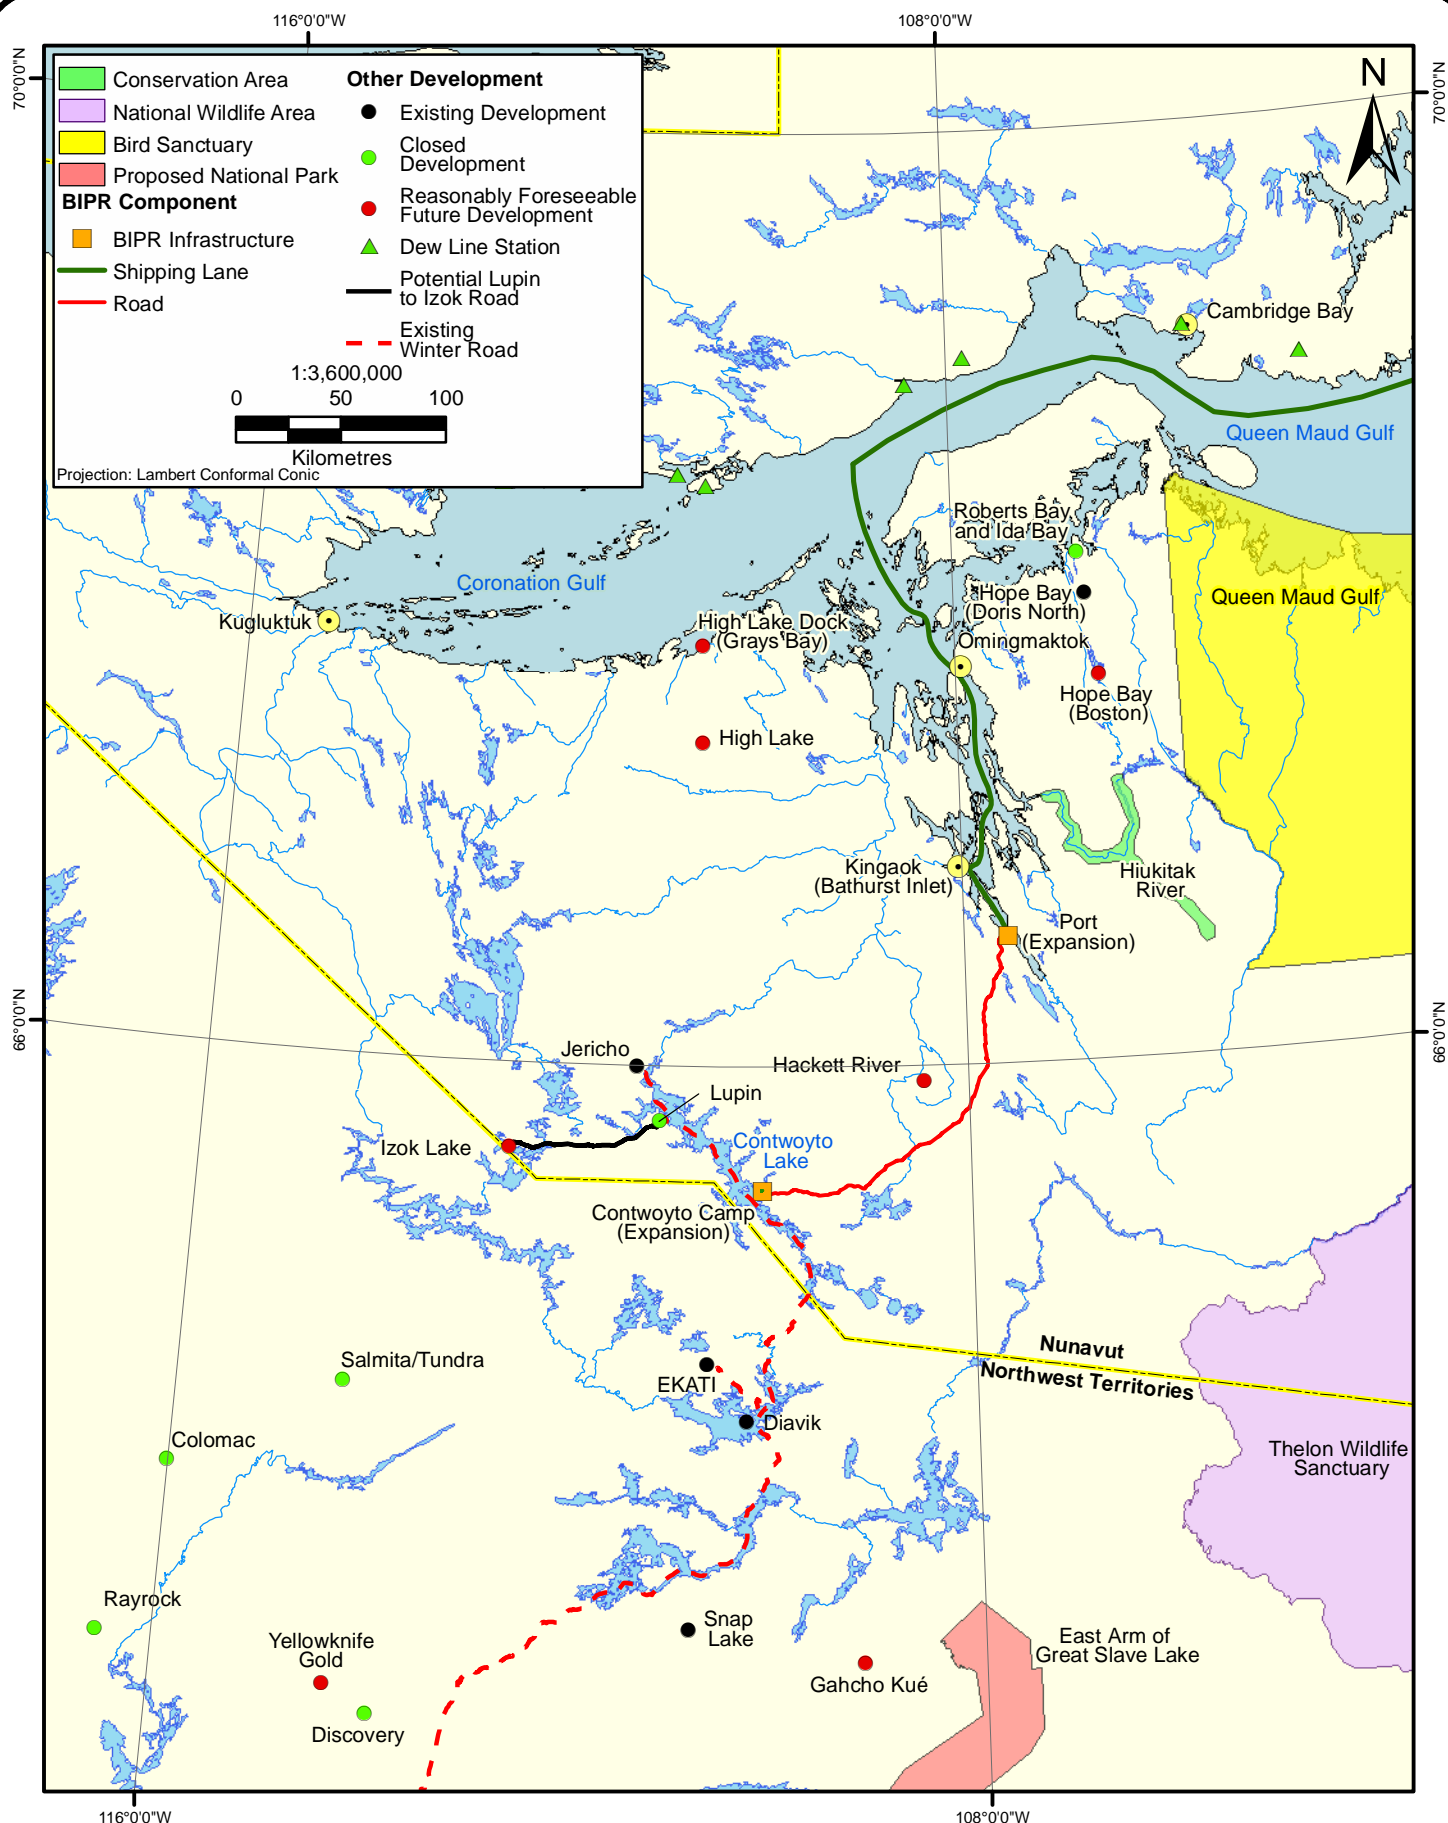 116°0'0"W
108°0'0"W
70°0'0"N
70°0'0"N
N
Conservation Area
National Wildlife Area
Bird Sanctuary
Proposed National Park
BIPR Component
BIPR Infrastructure
Shipping Lane
Road
Other Development
Existing Development
Closed
Development
Reasonably Foreseeable
Future Development
Dew Line Station
Potential Lupin
to Izok Road
Existing
Winter Road
1:3,600,000
0 50 100
Kilometres
Projection: Lambert Conformal Conic
Cambridge Bay
Queen Maud Gulf
Roberts Bay
and Ida Bay
Coronation Gulf
Hope Bay
(Doris North)
Queen Maud Gulf
Kugluktuk
High Lake Dock
(Grays Bay)
Omingmaktok
Hope Bay
(Boston)
High Lake
Kingaok
(Bathurst Inlet)
Hiukitak
River
Port
(Expansion)
66°0'0"N
66°0'0"N
Jericho
Hackett River
Lupin
Izok Lake
Contwoyto
Lake
Contwoyto Camp
(Expansion)
Nunavut
Northwest Territories
Salmita/Tundra
EKATI
Diavik
Colomac
Thelon Wildlife
Sanctuary
Rayrock
Snap
Lake
Yellowknife
Gold
East Arm of
Great Slave Lake
Gahcho Kué
Discovery
116°0'0"W
108°0'0"W